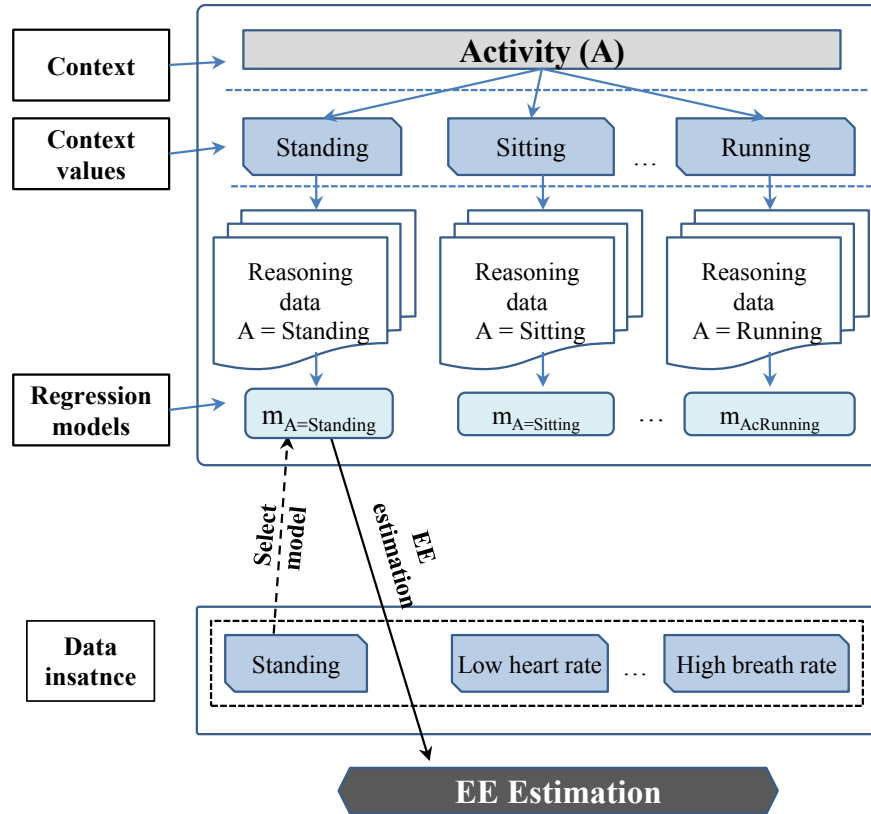 Context
Activity (A)
Context
values
Standing
Sitting
...
Running
Reasoning
data
A = Standing
Reasoning
data
A = Sitting
Reasoning
data
A = Running
Regression
models
mA=Standing
mA=Sitting
...
mAcRunning
Select
model
EE
estimation
Data
insatnce
Standing
Low heart rate
...
High breath rate
EE Estimation